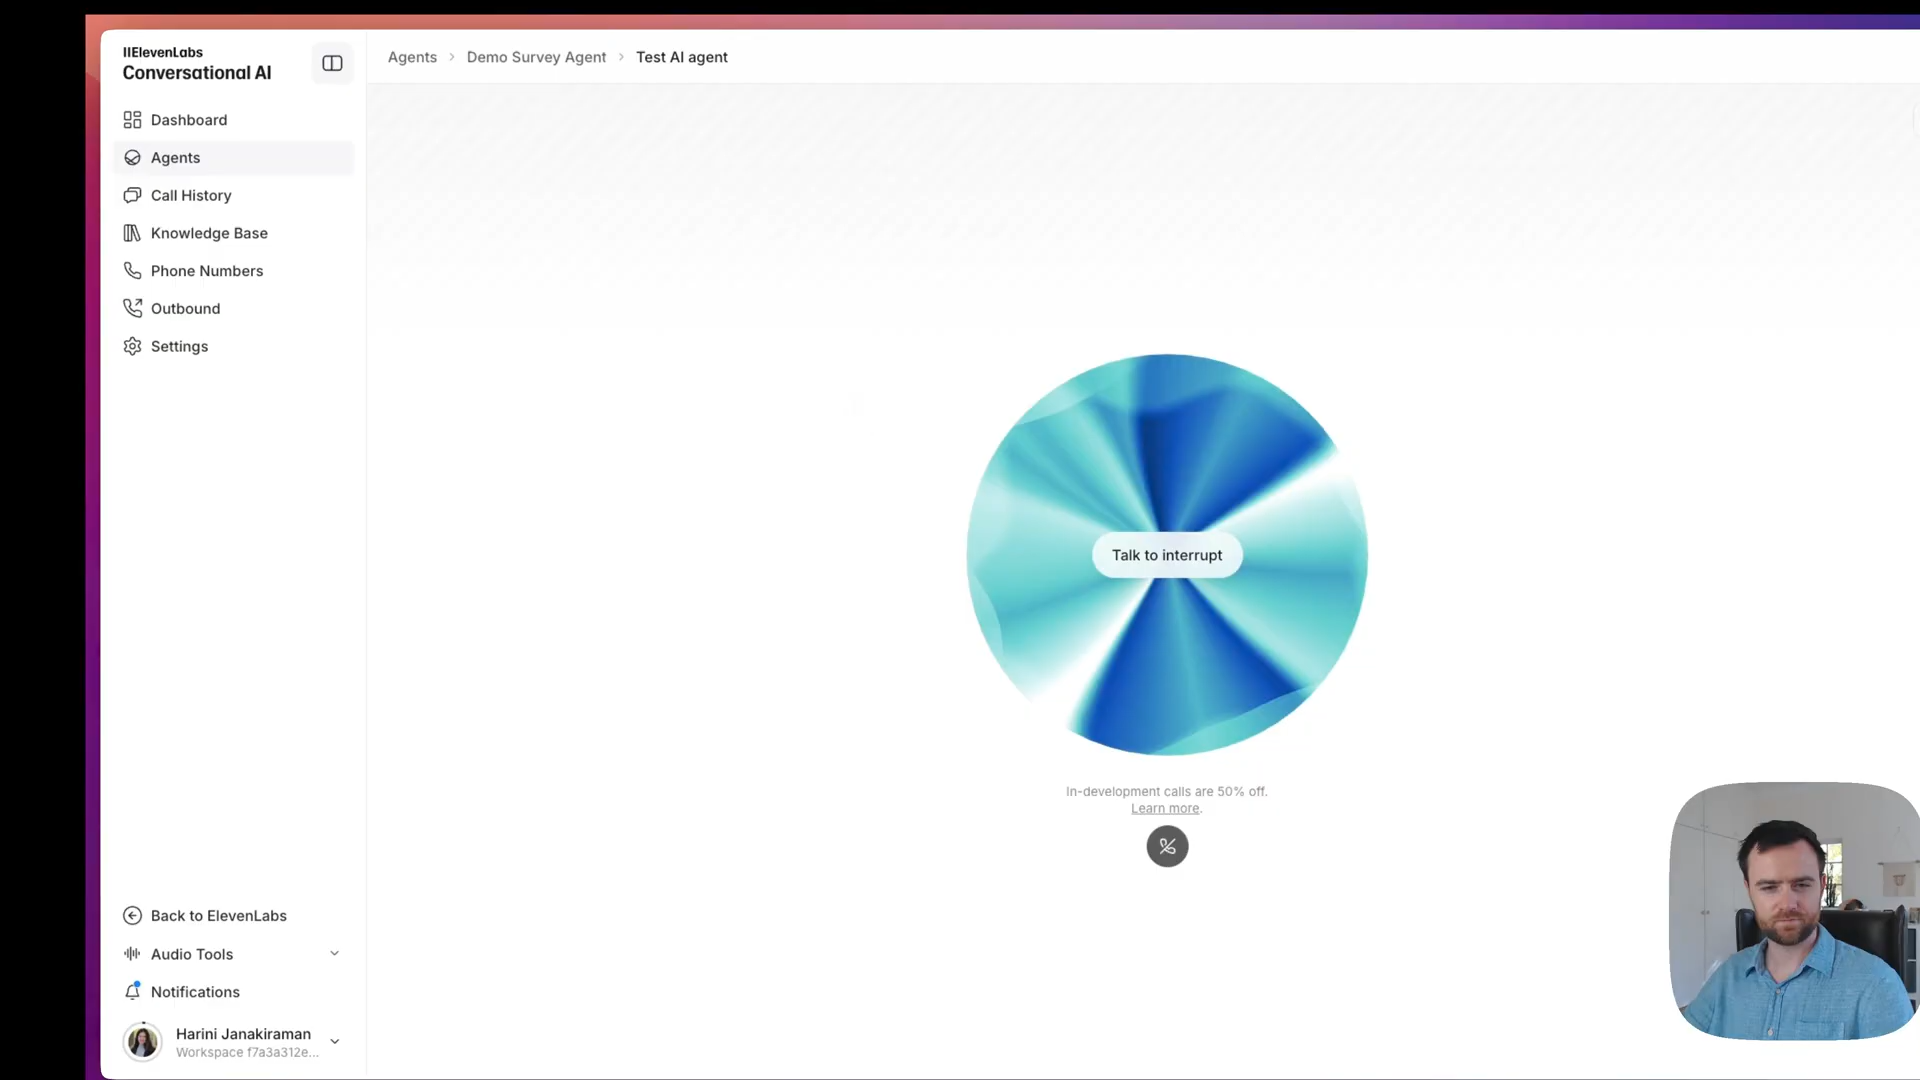 IIElevenLabs
Conversational AI
Dashboard
Agents
Call History
Knowledge Base
Phone Numbers
Outbound
Settings
Back to ElevenLabs
Audio Tools
Notifications
Harini Janakiraman
Workspace f7a3a312e...
Agents > Demo Survey Agent > Test AI agent
Talk to interrupt
In-development calls are 50% off.
Learn more.